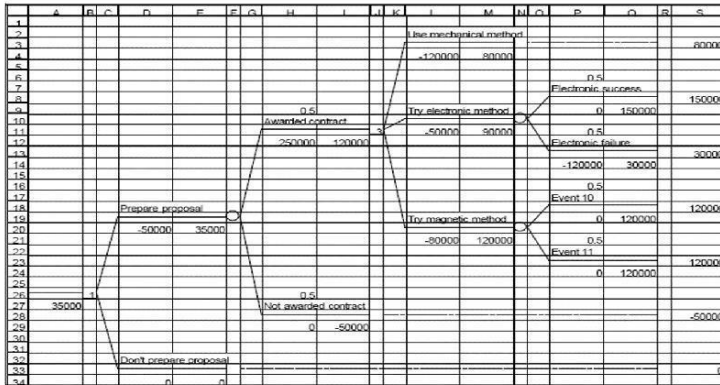 A B C D E F G H I J K L M N O P Q R S
1
2 Use mechanical method
3 80000
4 -120000 80000
5
6
7 0.5
8 Electronic success 150000
9 0.5
10 Awarded contract Try electronic method 0 150000
11 3 0.5
12 250000 120000 -50000 90000 Electronic failure
13 30000
14 -120000 30000
15
16 0.5
17 Prepare proposal Event 10
18 120000
19 -50000 35000 Try magnetic method 0 120000
20 0.5
21 -80000 120000 Event 11
22 120000
23 0 120000
24
25
26 1 0.5
27 35000 Not awarded contract
28 -50000
29 0 -50000
30
31
32 Don't prepare proposal
33 0
34 0 0